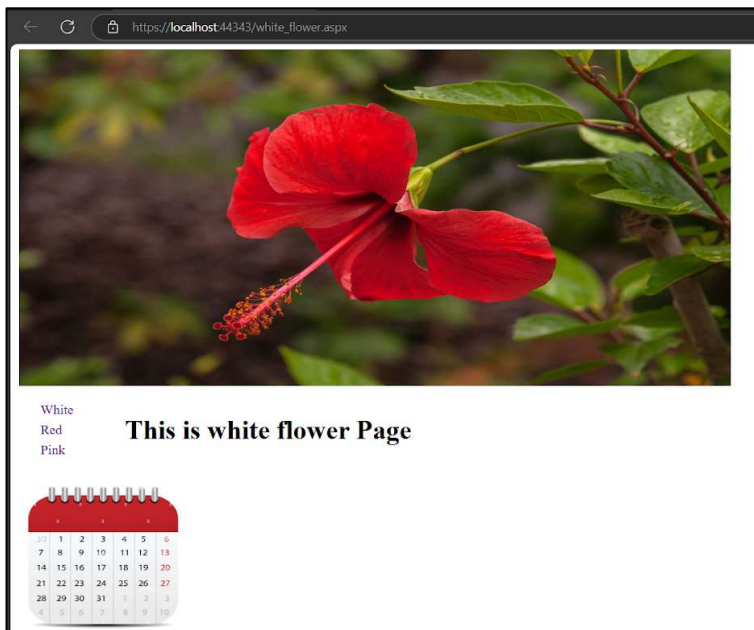 https://localhost:44343/white_flower.aspx
White
Red
Pink
This is white flower Page
30 1 2 3 4 5 6
7 8 9 10 11 12 13
14 15 16 17 18 19 20
21 22 23 24 25 26 27
28 29 30 31 1 2 3
4 5 6 7 8 9 10